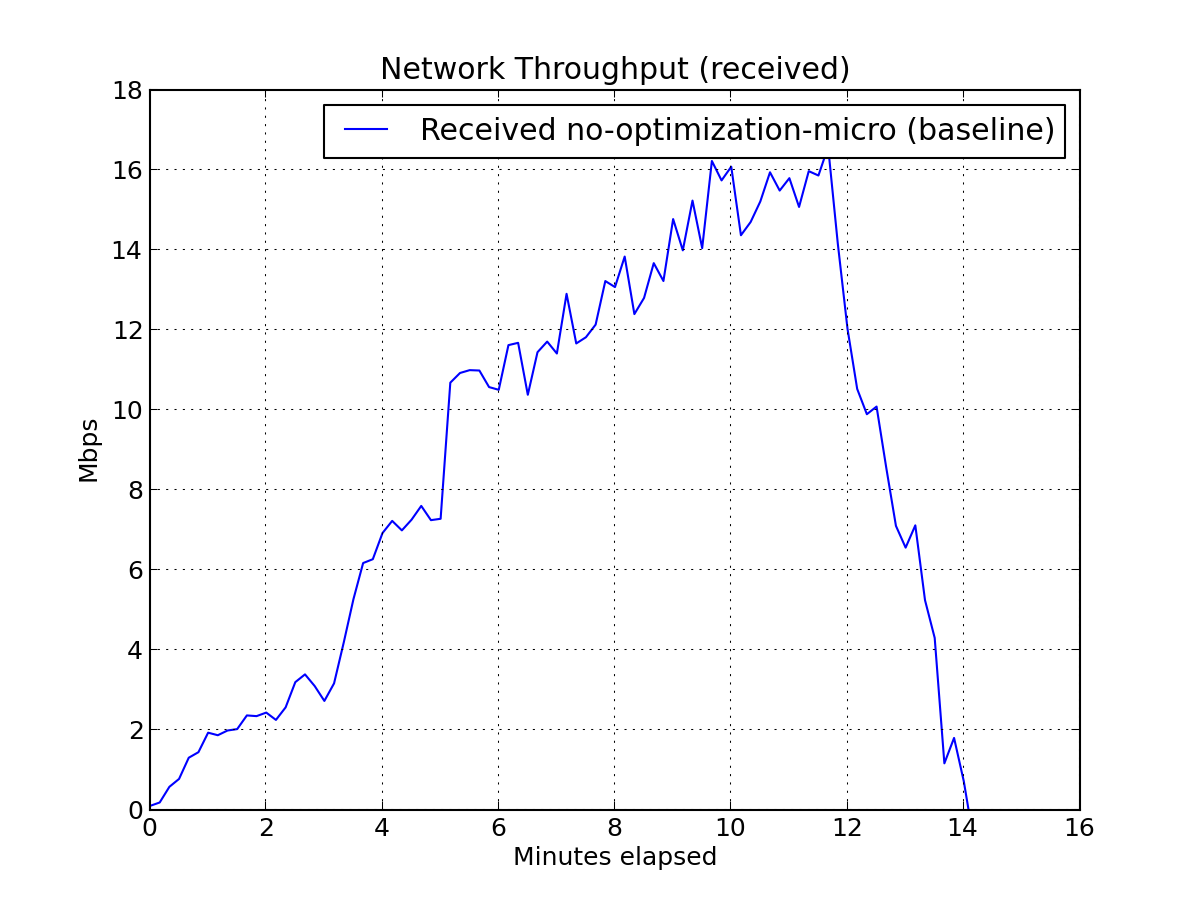 Network Throughput (received)
Received no-optimization-micro (baseline)
18
16
14
12
10
8
6
4
2
0
Mbps
0 2 4 6 8 10 12 14 16
Minutes elapsed